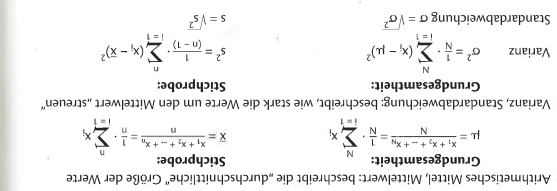 Arithmetisches Mittel, Mittelwert: beschreibt die „durchschnittliche“ Größe der Werte
Grundgesamtheit: Stichprobe:
μ = (x₁ + x₂ + ... + x_N)/N = 1/N · ∑_{i = 1}^{N} xᵢ x̅ = (x₁ + x₂ + ... + xₙ)/n = 1/n · ∑_{i = 1}^{n} xᵢ
Varianz, Standardabweichung: beschreibt, wie stark die Werte um den Mittelwert „streuen“
Grundgesamtheit: Stichprobe:
Varianz σ² = 1/N · ∑_{i = 1}^{N} (xᵢ – μ)² s² = 1/(n – 1) · ∑_{i = 1}^{n} (xᵢ – x̅)²
Standardabweichung σ = √σ² s = √s²